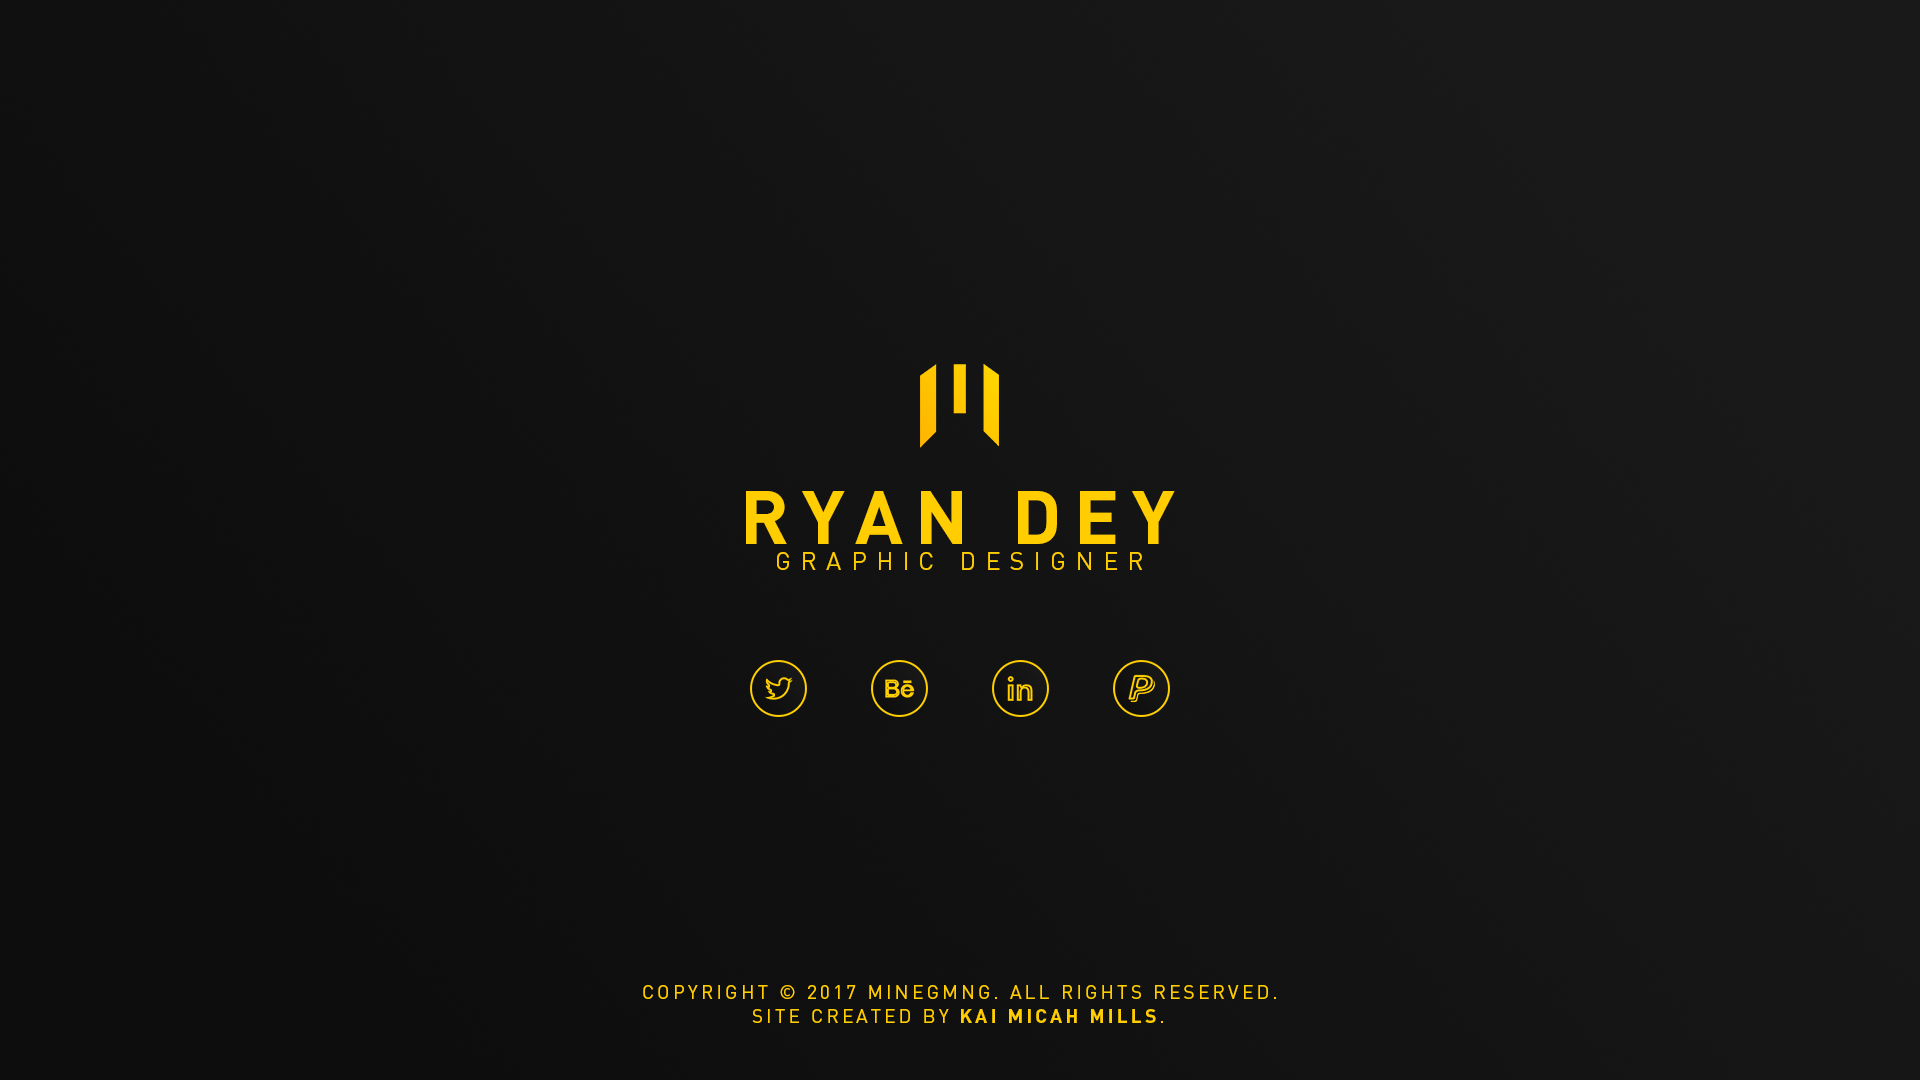 RYAN DEY
GRAPHIC DESIGNER
Bē
in
P
COPYRIGHT © 2017 MINEGMNG. ALL RIGHTS RESERVED.
SITE CREATED BY KAI MICAH MILLS.